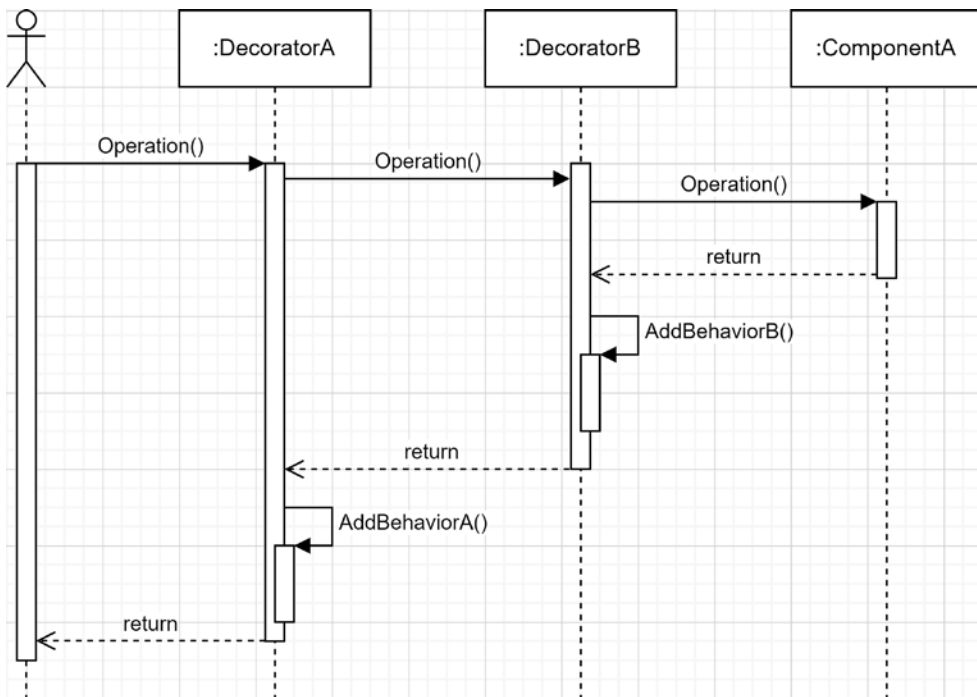 :DecoratorA
:DecoratorB
:ComponentA
Operation()
Operation()
Operation()
return
AddBehaviorB()
return
AddBehaviorA()
return